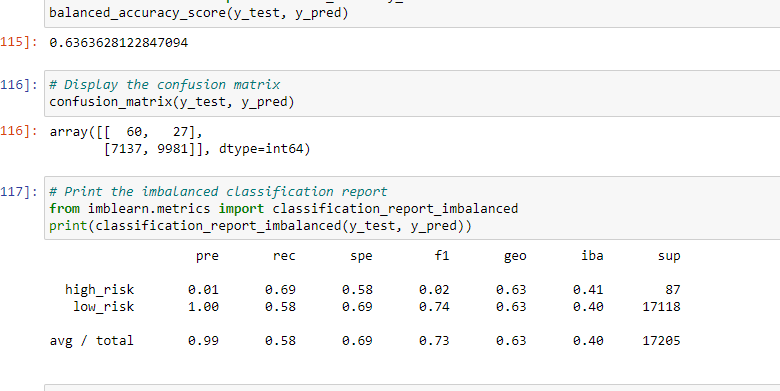 balanced_accuracy_score(y_test, y_pred)
115]: 0.6363628122847094
116]: # Display the confusion matrix
confusion_matrix(y_test, y_pred)
116]: array([[  60,   27],
       [7137, 9981]], dtype=int64)
117]: # Print the imbalanced classification report
from imblearn.metrics import classification_report_imbalanced
print(classification_report_imbalanced(y_test, y_pred))
pre rec spe f1 geo iba sup
high_risk 0.01 0.69 0.58 0.02 0.63 0.41 87
low_risk 1.00 0.58 0.69 0.74 0.63 0.40 17118
avg / total 0.99 0.58 0.69 0.73 0.63 0.40 17205